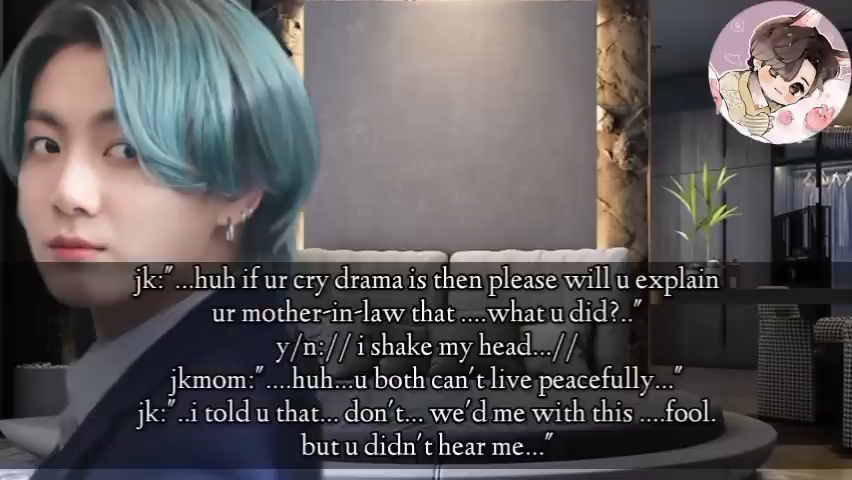 jk:"...huh if ur cry drama is then please will u explain
ur mother-in-law that ....what u did?.."
y/n:// i shake my head...//
jkmom:" ....huh...u both can't live peacefully..."
jk:"..i told u that... don't... we'd me with this ....fool.
but u didn't hear me..."